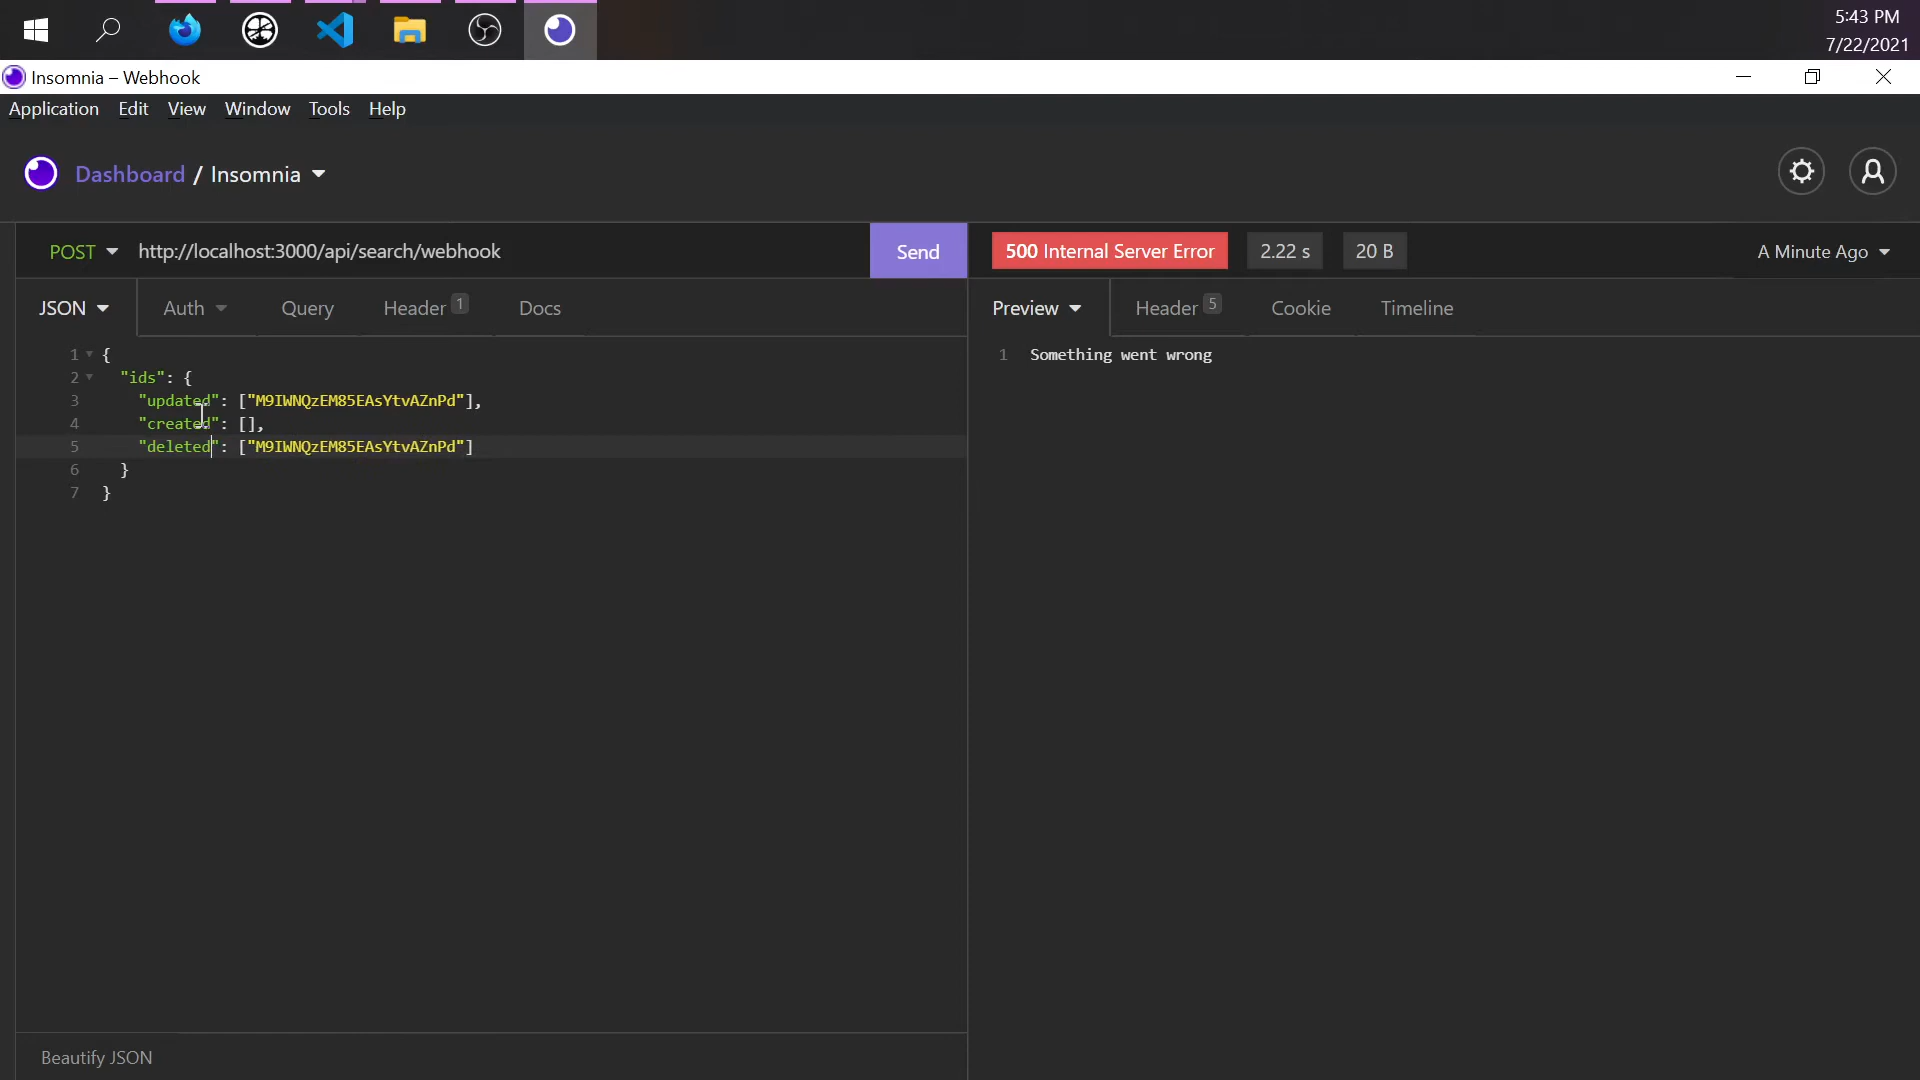 5:43 PM
7/22/2021
Insomnia – Webhook
Application Edit View Window Tools Help
Dashboard / Insomnia
POST http://localhost:3000/api/search/webhook Send
500 Internal Server Error 2.22 s 20 B A Minute Ago
JSON Auth Query Header 1 Docs
Preview Header 5 Cookie Timeline
1 {
2 "ids": {
3 "updated": ["M9IWNQzEM85EAsYtvAZnPd"],
4 "created": [],
5 "deleted": ["M9IWNQzEM85EAsYtvAZnPd"]
6 }
7 }
1 Something went wrong
Beautify JSON